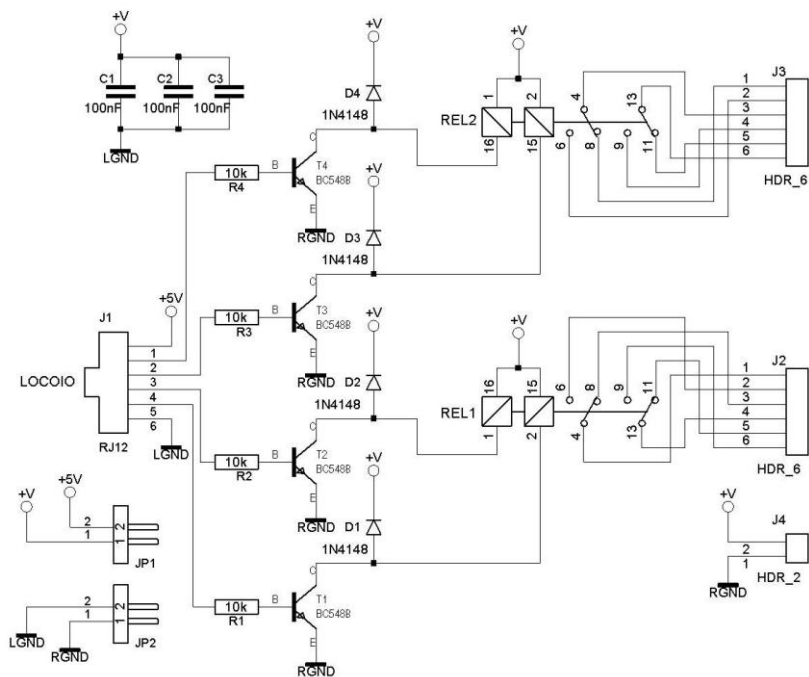 +V
C1
C2
C3
100nF
100nF
100nF
LGND
+V
D4
1N4148
+V
1
2
REL2
16
15
4
13
6
8
9
11
J3
1
2
3
4
5
6
HDR_6
10k
R4
B
C
T4
BC548B
E
RGND
+V
D3
1N4148
J1
+5V
LOCOIO
1
2
3
4
5
6
RJ12
LGND
10k
R3
B
C
T3
BC548B
E
RGND
+V
D2
1N4148
+V
16
15
REL1
1
2
6
8
9
11
4
13
J2
1
2
3
4
5
6
HDR_6
10k
R2
B
C
T2
BC548B
E
RGND
+V
D1
1N4148
+V
+5V
2
1
2
1
JP1
+V
J4
2
1
HDR_2
RGND
2
1
2
1
JP2
LGND
RGND
10k
R1
B
C
T1
BC548B
E
RGND